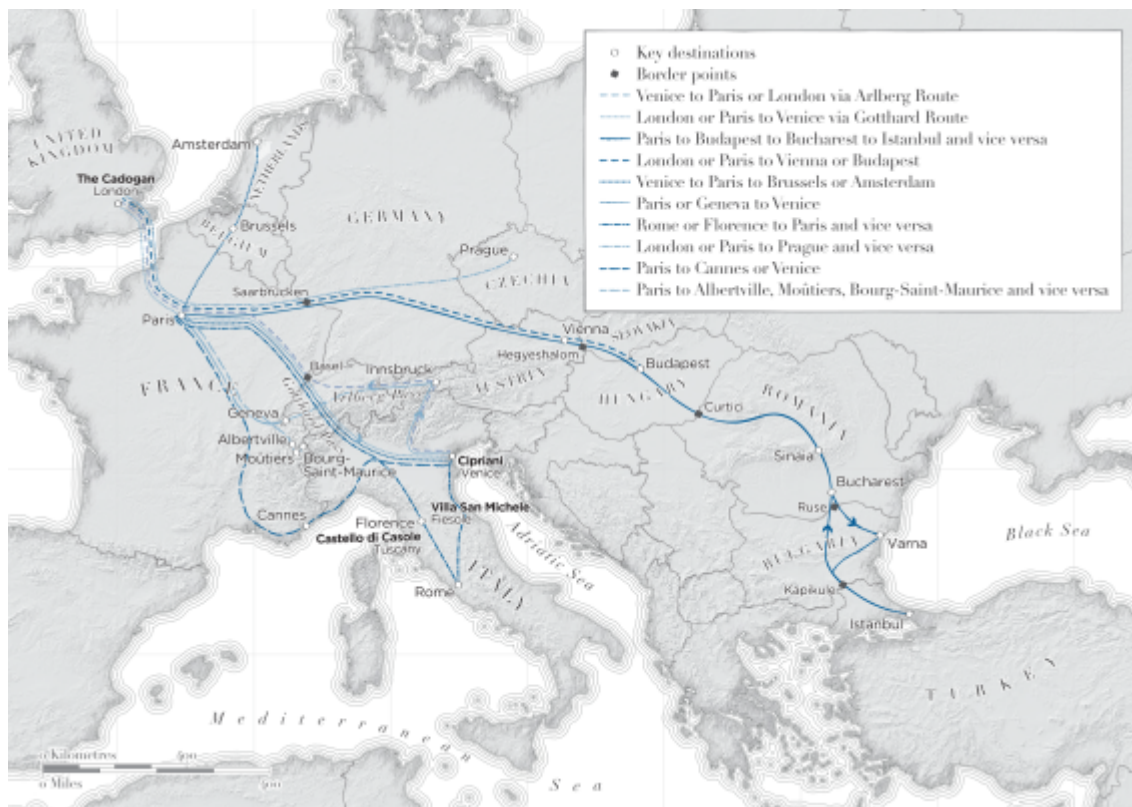 Key destinations
Border points
Venice to Paris or London via Arlberg Route
London or Paris to Venice via Gotthard Route
Paris to Budapest to Bucharest to Istanbul and vice versa
London or Paris to Vienna or Budapest
Venice to Paris to Brussels or Amsterdam
Paris or Geneva to Venice
Rome or Florence to Paris and vice versa
London or Paris to Prague and vice versa
Paris to Cannes or Venice
Paris to Albertville, Moûtiers, Bourg-Saint-Maurice and vice versa
UNITED
KINGDOM
Amsterdam
NETHERLANDS
The Cadogan
London
GERMANY
Brussels
BELGIUM
Prague
CZECHIA
Saarbrücken
Paris
Vienna
SLOVAKIA
Hegyeshalom
Budapest
Basel
Innsbruck
AUSTRIA
FRANCE
Arlberg Pass
HUNGARY
ROMANIA
Curtici
Geneva
Albertville
Moûtiers
Bourg-
Saint-Maurice
Cipriani
Venice
Sinaia
Bucharest
Ruse
Villa San Michele
Fiesole
Cannes
Florence
Castello di Casole
Tuscany
Adriatic Sea
BULGARIA
Varna
Black Sea
ITALY
Rome
Kapikule
Istanbul
TURKEY
Mediterranean
Sea
0 Kilometres 400
0 Miles 400